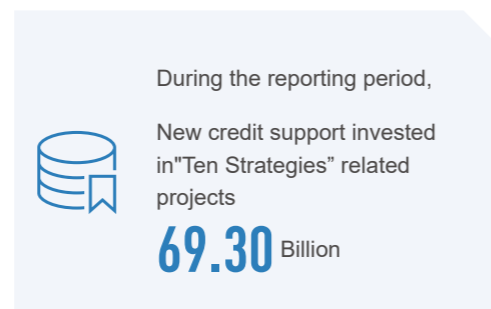 During the reporting period,
New credit support invested
in"Ten Strategies” related
projects
69.30 Billion